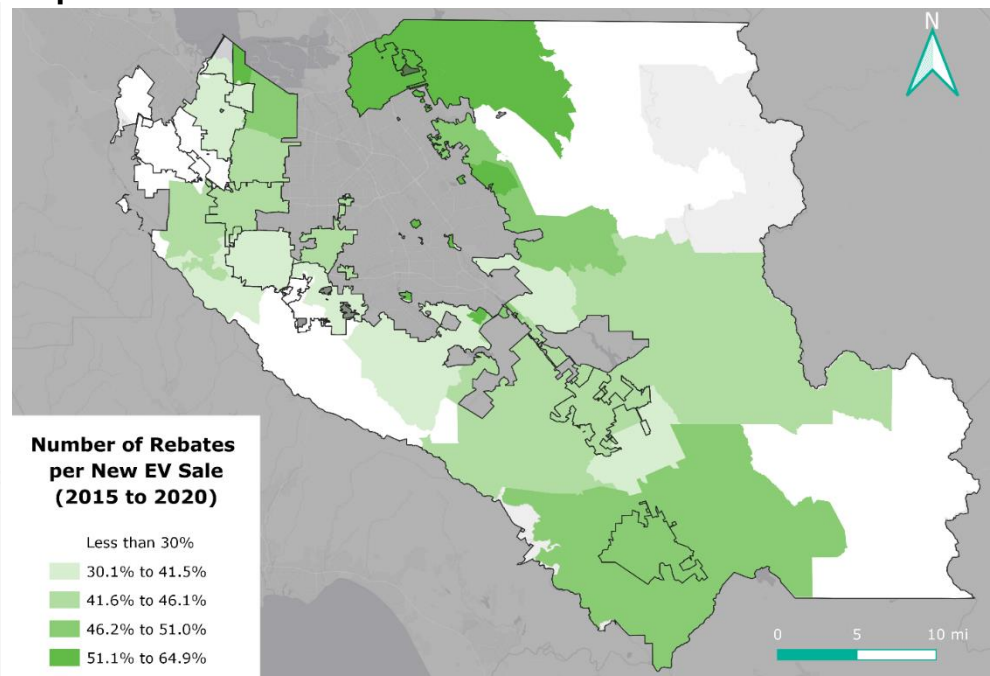 N
Number of Rebates
per New EV Sale
(2015 to 2020)
Less than 30%
30.1% to 41.5%
41.6% to 46.1%
46.2% to 51.0%
51.1% to 64.9%
0 5 10 mi